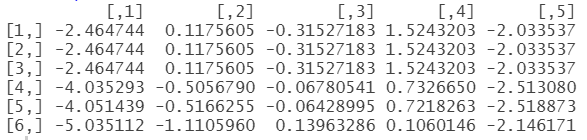 [,1] [,2] [,3] [,4] [,5]
[1,] -2.464744 0.1175605 -0.31527183 1.5243203 -2.033537
[2,] -2.464744 0.1175605 -0.31527183 1.5243203 -2.033537
[3,] -2.464744 0.1175605 -0.31527183 1.5243203 -2.033537
[4,] -4.035293 -0.5056790 -0.06780541 0.7326650 -2.513080
[5,] -4.051439 -0.5166255 -0.06428995 0.7218263 -2.518873
[6,] -5.035112 -1.1105960 0.13963286 0.1060146 -2.146171